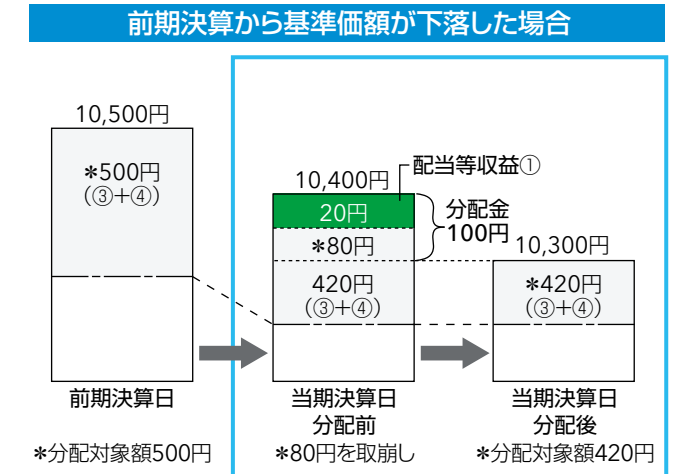 前期決算から基準価額が下落した場合
10,500円
*500円
(③+④)
10,400円
配当等収益①
20円
*80円
分配金
100円
420円
(③+④)
10,300円
*420円
(③+④)
前期決算日
当期決算日
分配前
当期決算日
分配後
*分配対象額500円
*80円を取崩し
*分配対象額420円